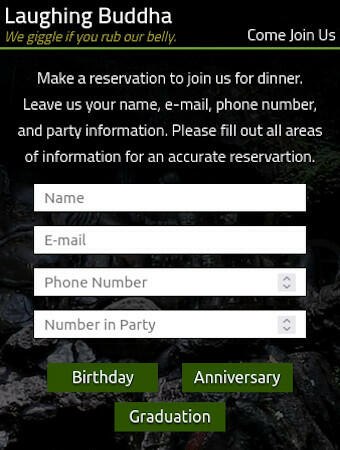 Laughing Buddha
We giggle if you rub our belly.
Come Join Us
Make a reservation to join us for dinner.
Leave us your name, e-mail, phone number,
and party information. Please fill out all areas
of information for an accurate reservartion.
Name
E-mail
Phone Number
Number in Party
Birthday
Anniversary
Graduation